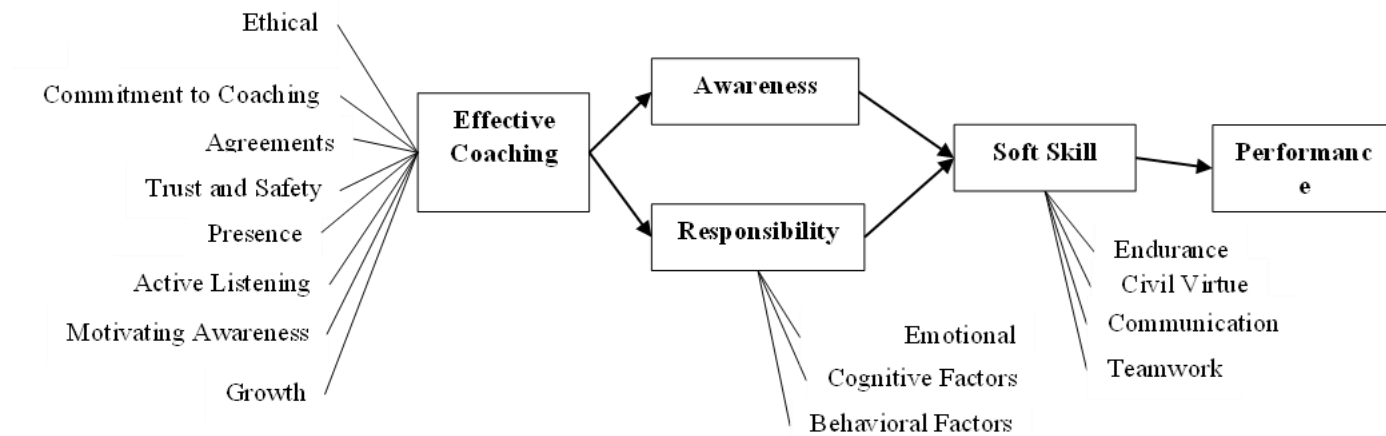 Ethical
Commitment to Coaching
Agreements
Trust and Safety
Presence
Active Listening
Motivating Awareness
Growth
Effective
Coaching
Awareness
Responsibility
Emotional
Cognitive Factors
Behavioral Factors
Soft Skill
Endurance
Civil Virtue
Communication
Teamwork
Performanc
e